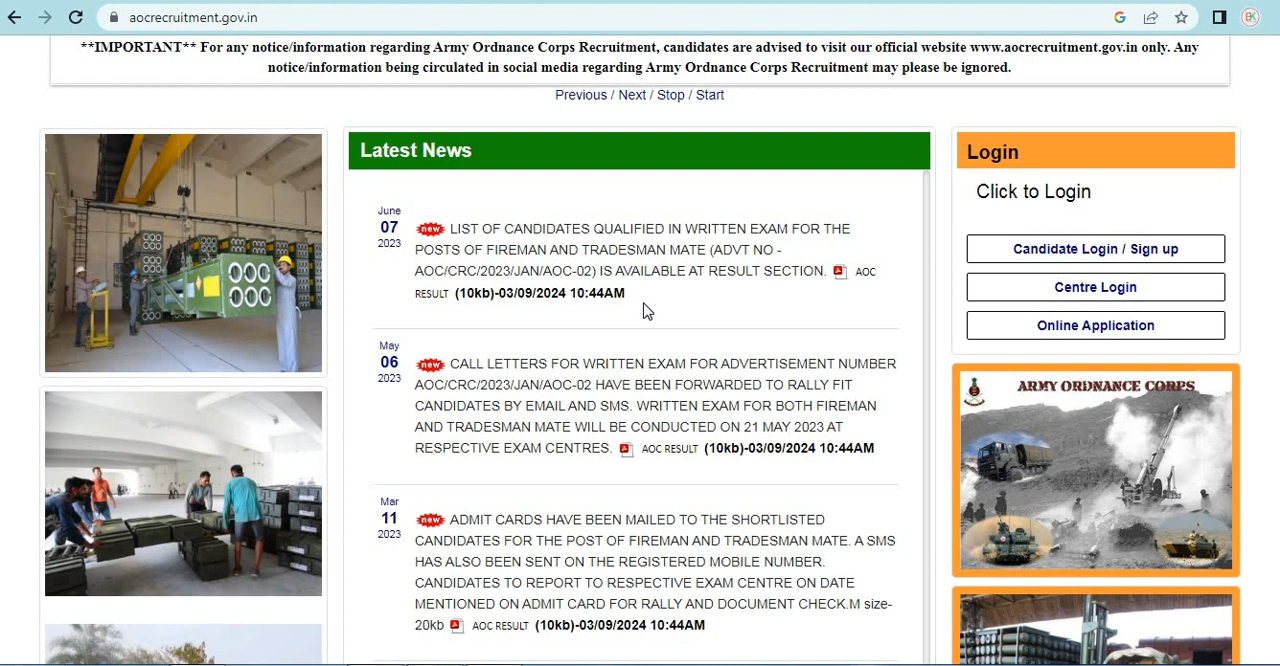 aocrecruitment.gov.in
**IMPORTANT** For any notice/information regarding Army Ordnance Corps Recruitment, candidates are advised to visit our official website www.aocrecruitment.gov.in only. Any
notice/information being circulated in social media regarding Army Ordnance Corps Recruitment may please be ignored.
Previous / Next / Stop / Start
Latest News
June
07
2023
new LIST OF CANDIDATES QUALIFIED IN WRITTEN EXAM FOR THE
POSTS OF FIREMAN AND TRADESMAN MATE (ADVT NO -
AOC/CRC/2023/JAN/AOC-02) IS AVAILABLE AT RESULT SECTION. AOC
RESULT (10kb)-03/09/2024 10:44AM
May
06
2023
new CALL LETTERS FOR WRITTEN EXAM FOR ADVERTISEMENT NUMBER
AOC/CRC/2023/JAN/AOC-02 HAVE BEEN FORWARDED TO RALLY FIT
CANDIDATES BY EMAIL AND SMS. WRITTEN EXAM FOR BOTH FIREMAN
AND TRADESMAN MATE WILL BE CONDUCTED ON 21 MAY 2023 AT
RESPECTIVE EXAM CENTRES. AOC RESULT (10kb)-03/09/2024 10:44AM
Mar
11
2023
new ADMIT CARDS HAVE BEEN MAILED TO THE SHORTLISTED
CANDIDATES FOR THE POST OF FIREMAN AND TRADESMAN MATE. A SMS
HAS ALSO BEEN SENT ON THE REGISTERED MOBILE NUMBER.
CANDIDATES TO REPORT TO RESPECTIVE EXAM CENTRE ON DATE
MENTIONED ON ADMIT CARD FOR RALLY AND DOCUMENT CHECK.M size-
20kb AOC RESULT (10kb)-03/09/2024 10:44AM
Login
Click to Login
Candidate Login / Sign up
Centre Login
Online Application
ARMY ORDNANCE CORPS